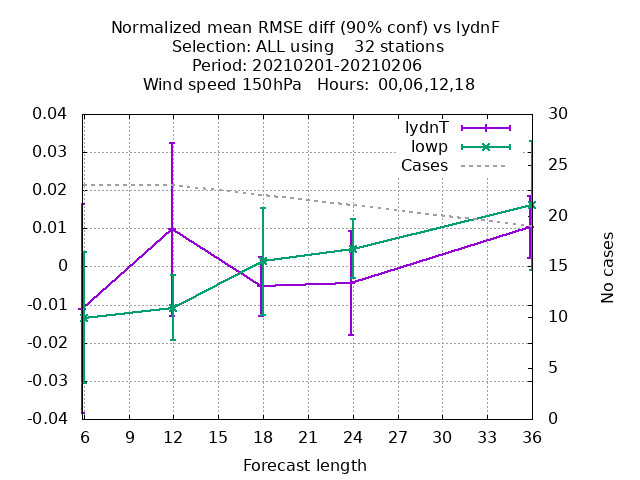 Normalized mean RMSE diff (90% conf) vs lydnF
Selection: ALL using    32 stations
Period: 20210201-20210206
Wind speed 150hPa   Hours:  00,06,12,18
0.04
0.03
0.02
0.01
0
-0.01
-0.02
-0.03
-0.04
lydnT
lowp
Cases
30
25
20
15
10
5
0
No cases
6 9 12 15 18 21 24 27 30 33 36
Forecast length